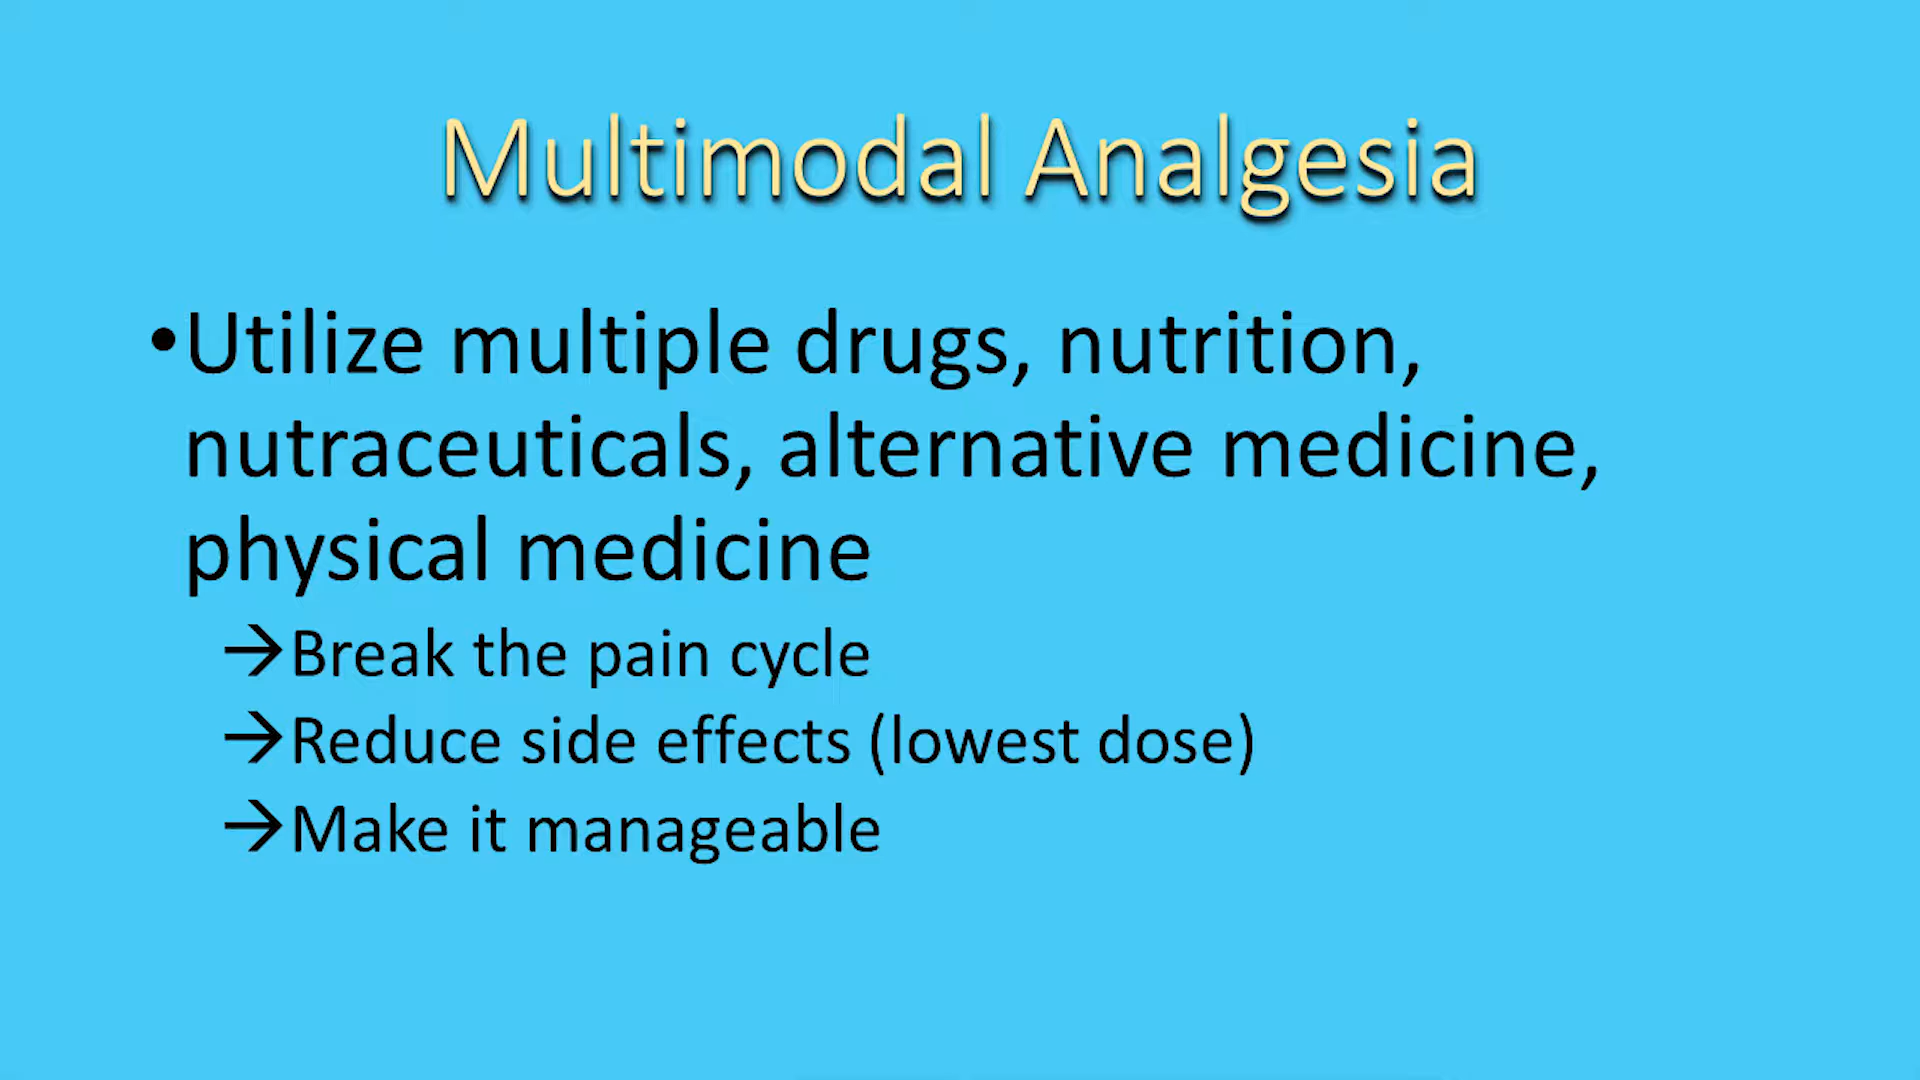 Multimodal Analgesia
•Utilize multiple drugs, nutrition,
nutraceuticals, alternative medicine,
physical medicine
→Break the pain cycle
→Reduce side effects (lowest dose)
→Make it manageable